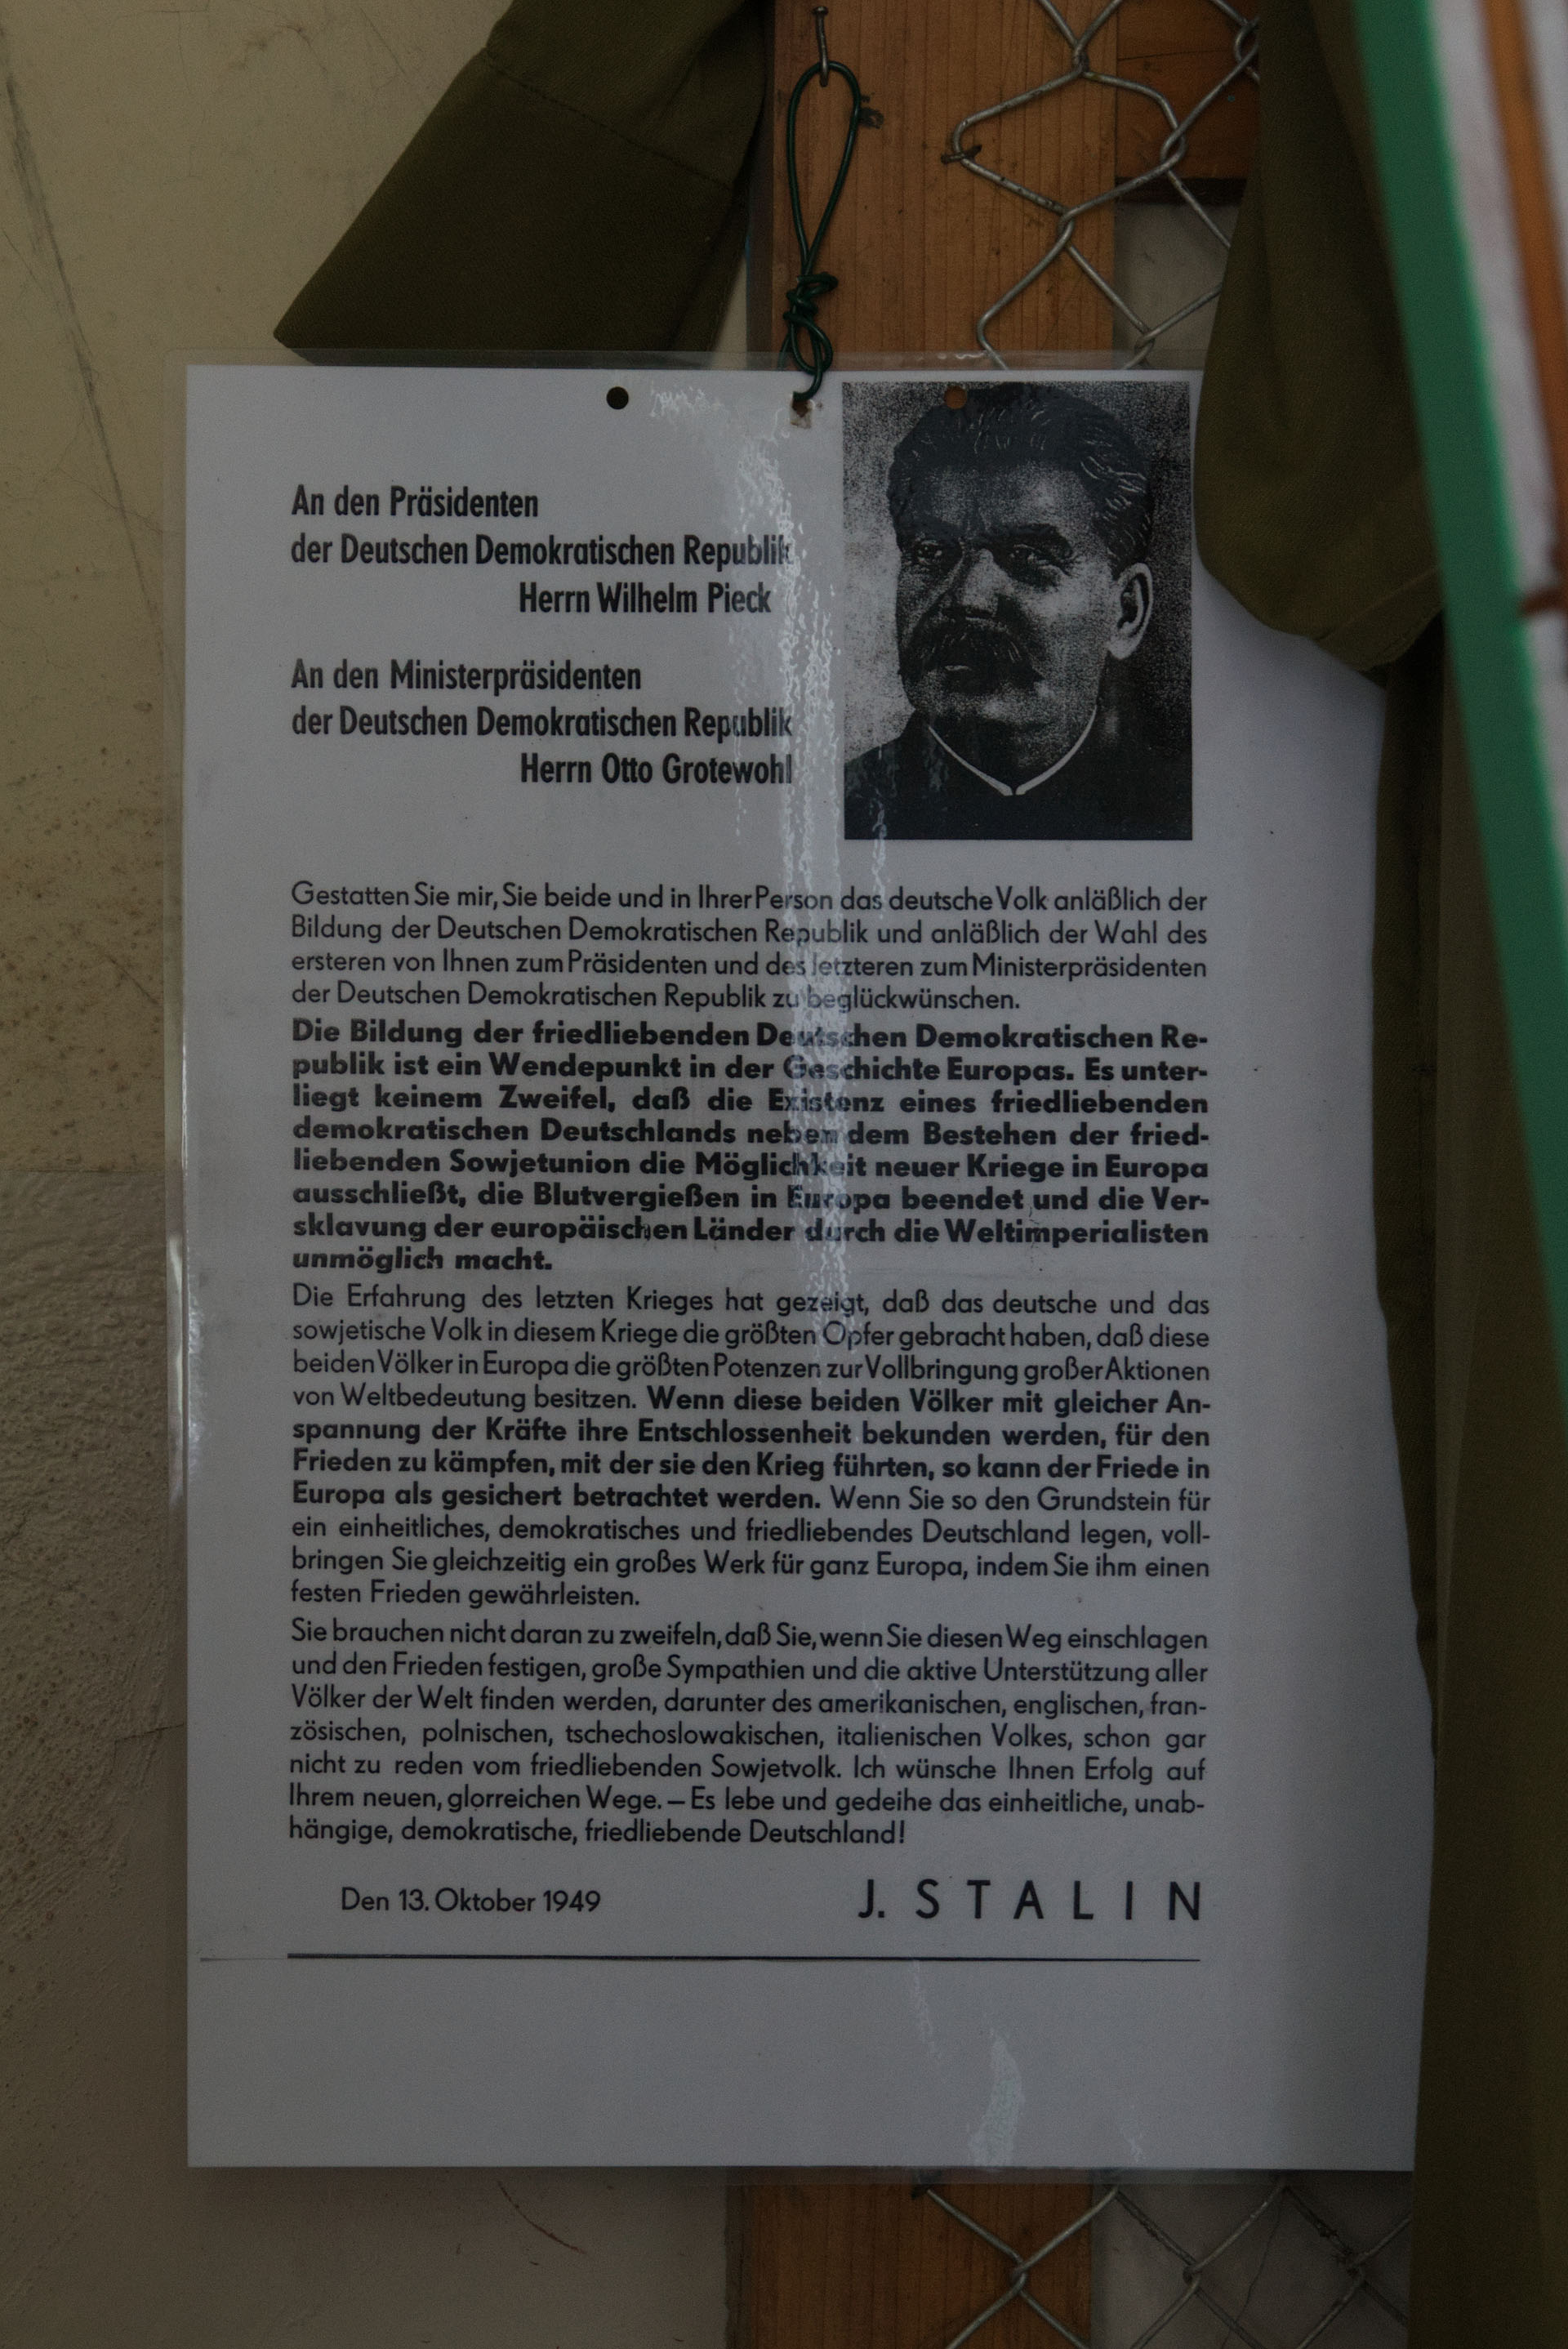 An den Präsidenten
der Deutschen Demokratischen Republik
Herrn Wilhelm Pieck
An den Ministerpräsidenten
der Deutschen Demokratischen Republik
Herrn Otto Grotewohl
Gestatten Sie mir, Sie beide und in Ihrer Person das deutsche Volk anläßlich der
Bildung der Deutschen Demokratischen Republik und anläßlich der Wahl des
ersteren von Ihnen zum Präsidenten und des letzteren zum Ministerpräsidenten
der Deutschen Demokratischen Republik zu beglückwünschen.
Die Bildung der friedliebenden Deutschen Demokratischen Re-
publik ist ein Wendepunkt in der Geschichte Europas. Es unter-
liegt keinem Zweifel, daß die Existenz eines friedliebenden
demokratischen Deutschlands neben dem Bestehen der fried-
liebenden Sowjetunion die Möglichkeit neuer Kriege in Europa
ausschließt, die Blutvergießen in Europa beendet und die Ver-
sklavung der europäischen Länder durch die Weltimperialisten
unmöglich macht.
Die Erfahrung des letzten Krieges hat gezeigt, daß das deutsche und das
sowjetische Volk in diesem Kriege die größten Opfer gebracht haben, daß diese
beiden Völker in Europa die größten Potenzen zur Vollbringung großer Aktionen
von Weltbedeutung besitzen. Wenn diese beiden Völker mit gleicher An-
spannung der Kräfte ihre Entschlossenheit bekunden werden, für den
Frieden zu kämpfen, mit der sie den Krieg führten, so kann der Friede in
Europa als gesichert betrachtet werden. Wenn Sie so den Grundstein für
ein einheitliches, demokratisches und friedliebendes Deutschland legen, voll-
bringen Sie gleichzeitig ein großes Werk für ganz Europa, indem Sie ihm einen
festen Frieden gewährleisten.
Sie brauchen nicht daran zu zweifeln, daß Sie, wenn Sie diesen Weg einschlagen
und den Frieden festigen, große Sympathien und die aktive Unterstützung aller
Völker der Welt finden werden, darunter des amerikanischen, englischen, fran-
zösischen, polnischen, tschechoslowakischen, italienischen Volkes, schon gar
nicht zu reden vom friedliebenden Sowjetvolk. Ich wünsche Ihnen Erfolg auf
Ihrem neuen, glorreichen Wege. – Es lebe und gedeihe das einheitliche, unab-
hängige, demokratische, friedliebende Deutschland!
Den 13. Oktober 1949 J. STALIN